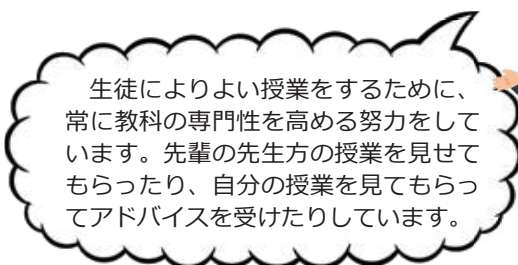 生徒によりよい授業をするために、
常に教科の専門性を高める努力をして
います。先輩の先生方の授業を見せて
もらったり、自分の授業を見てもらっ
てアドバイスを受けたりしています。